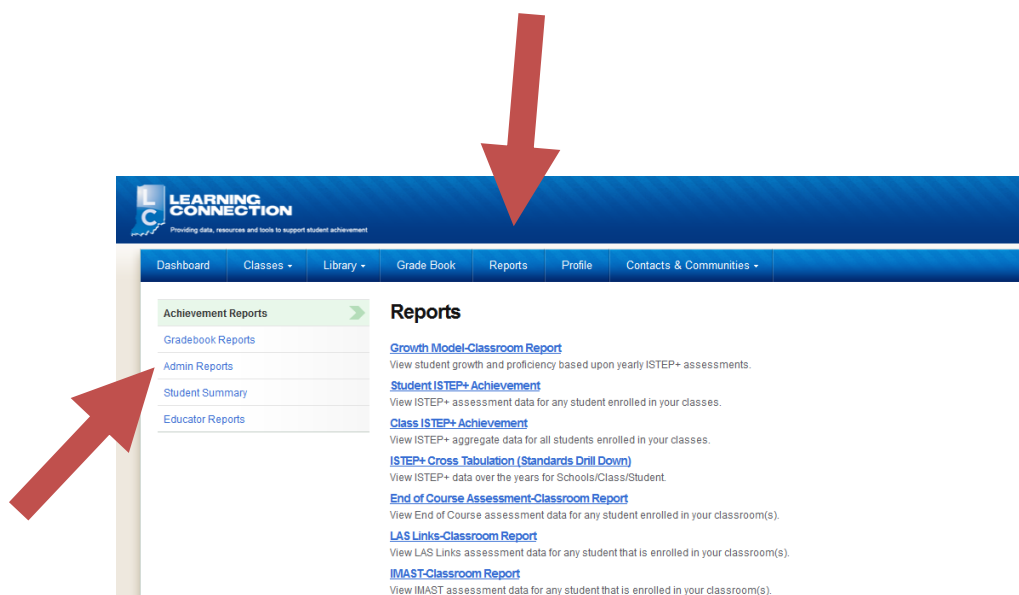 LC LEARNING
CONNECTION
Providing data, resources and tools to support student achievement
Dashboard Classes Library Grade Book Reports Profile Contacts & Communities
Achievement Reports
Gradebook Reports
Admin Reports
Student Summary
Educator Reports
Reports
Growth Model-Classroom Report
View student growth and proficiency based upon yearly ISTEP+ assessments.
Student ISTEP+ Achievement
View ISTEP+ assessment data for any student enrolled in your classes.
Class ISTEP+ Achievement
View ISTEP+ aggregate data for all students enrolled in your classes.
ISTEP+ Cross Tabulation (Standards Drill Down)
View ISTEP+ data over the years for Schools/Class/Student.
End of Course Assessment-Classroom Report
View End of Course assessment data for any student enrolled in your classroom(s).
LAS Links-Classroom Report
View LAS Links assessment data for any student that is enrolled in your classroom(s).
IMAST-Classroom Report
View IMAST assessment data for any student that is enrolled in your classroom(s).